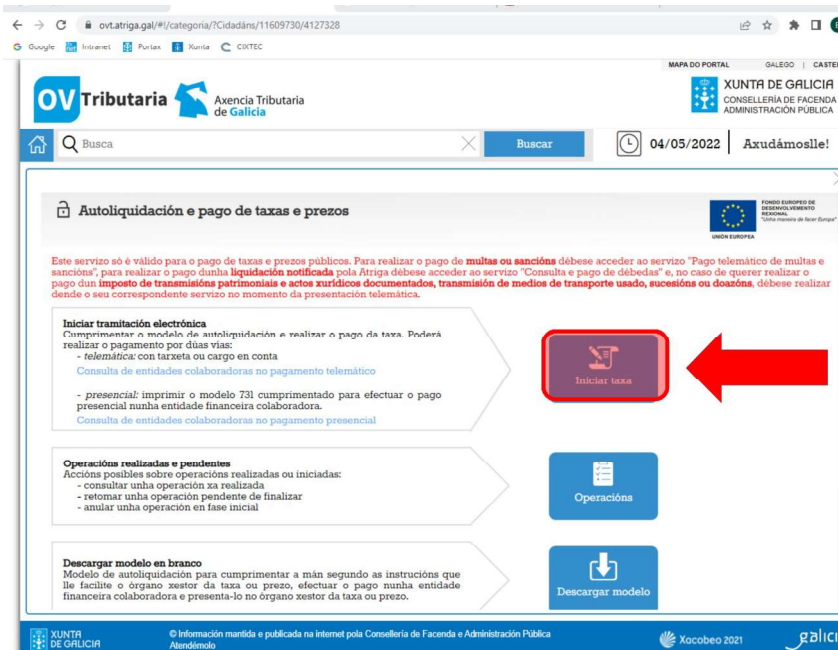 ovt.atriga.gal/#!/categoria/?Cidadáns/11609730/4127328
Google Intranet Portax Xunta CIXTEC
MAPA DO PORTAL GALEGO | CASTE
OV Tributaria
Axencia Tributaria
de Galicia
XUNTA DE GALICIA
CONSELLERÍA DE FACENDA
ADMINISTRACIÓN PÚBLICA
Busca Buscar 04/05/2022 Axudámoslle!
Autoliquidación e pago de taxas e prezos
UNIÓN EUROPEA
FONDO EUROPEO DE
DESENVOLVEMENTO
REXIONAL
"Unha maneira de facer Europa"
Este servizo só é válido para o pago de taxas e prezos públicos. Para realizar o pago de multas ou sancións débese acceder ao servizo "Pago telemático de multas e
sancións", para realizar o pago dunha liquidación notificada pola Atriga débese acceder ao servizo "Consulta e pago de débedas" e, no caso de querer realizar o
pago dun imposto de transmisións patrimoniais e actos xurídicos documentados, transmisión de medios de transporte usado, sucesións ou doazóns, débese realizar
dende o seu correspondente servizo no momento da presentación telemática.
Iniciar tramitación electrónica
Cumprimentar o modelo de autoliquidación e realizar o pago da taxa. Poderá
realizar o pagamento por dúas vías:
- telemática: con tarxeta ou cargo en conta
Consulta de entidades colaboradoras no pagamento telemático
- presencial: imprimir o modelo 731 cumprimentado para efectuar o pago
presencial nunha entidade financeira colaboradora.
Consulta de entidades colaboradoras no pagamento presencial
Iniciar taxa
Operacións realizadas e pendentes
Accións posibles sobre operacións realizadas ou iniciadas:
- consultar unha operación xa realizada
- retomar unha operación pendente de finalizar
- anular unha operación en fase inicial
Operacións
Descargar modelo en branco
Modelo de autoliquidación para cumprimentar a mán segundo as instrucións que
lle facilite o órgano xestor da taxa ou prezo, efectuar o pago nunha entidade
financeira colaboradora e presenta-lo no órgano xestor da taxa ou prezo.
Descargar modelo
XUNTA
DE GALICIA
© Información mantida e publicada na internet pola Consellería de Facenda e Administración Pública
Atendémolo
Xacobeo 2021
galici